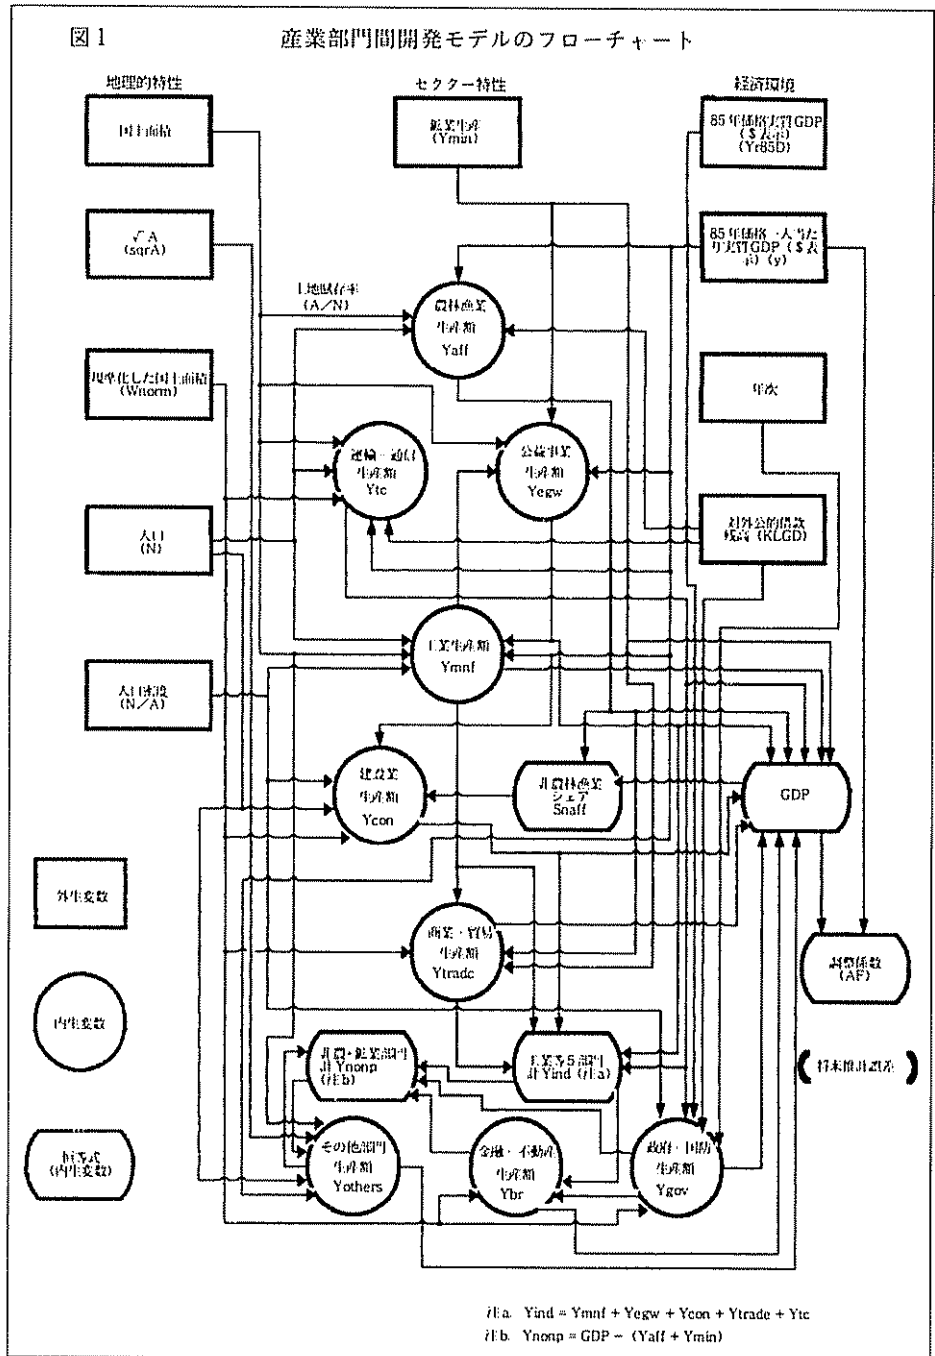 図1
産業部門間開発モデルのフローチャート
地理的特性
セクター特性
経済環境
国土面積
鉱業生産
(Ymin)
85年価格実質GDP
($表示)
(Yr85D)
√A
(sqrA)
85年価格一人当た
り実質GDP($表
示)(y)
土地賦存率
(A/N)
農林漁業
生産額
Yaff
規準化した国土面積
(Wnorm)
年次
運輸・通信
生産額
Ytc
公益事業
生産額
Yegw
人口
(N)
対外公的借款
残高(KLGD)
工業生産額
Ymnf
人口密度
(N/A)
建設業
生産額
Ycon
非農林漁業
シェア
Snaff
GDP
外生変数
商業・貿易
生産額
Ytrade
調整係数
(AF)
内生変数
非農・鉱業部門
計Ynonp
(注b)
工業等5部門
計Yind(注a)
(将来推計誤差)
恒等式
(内生変数)
その他部門
生産額
Yothers
金融・不動産
生産額
Ybr
政府・国防
生産額
Ygov
注a. Yind = Ymnf + Yegw + Ycon + Ytrade + Ytc
注b. Ynonp = GDP − (Yaff + Ymin)